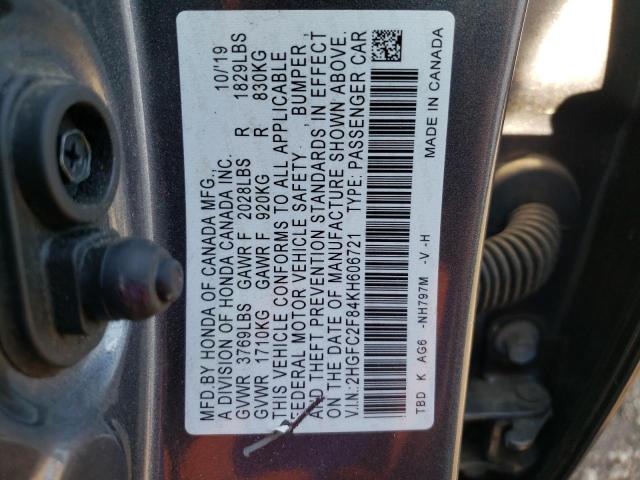 MFD.BY HONDA OF CANADA MFG., 10/19
A DIVISION OF HONDA CANADA INC.
GVWR 3769LBS GAWR F 2028LBS R 1829LBS
GVWR 1710KG GAWR F 920KG R 830KG
THIS VEHICLE CONFORMS TO ALL APPLICABLE
FEDERAL MOTOR VEHICLE SAFETY , BUMPER ,
AND THEFT PREVENTION STANDARDS IN EFFECT
ON THE DATE OF MANUFACTURE SHOWN ABOVE.
V.I.N.:2HGFC2F84KH606721 TYPE: PASSENGER CAR
TBD K AG6 -NH797M -V -H MADE IN CANADA